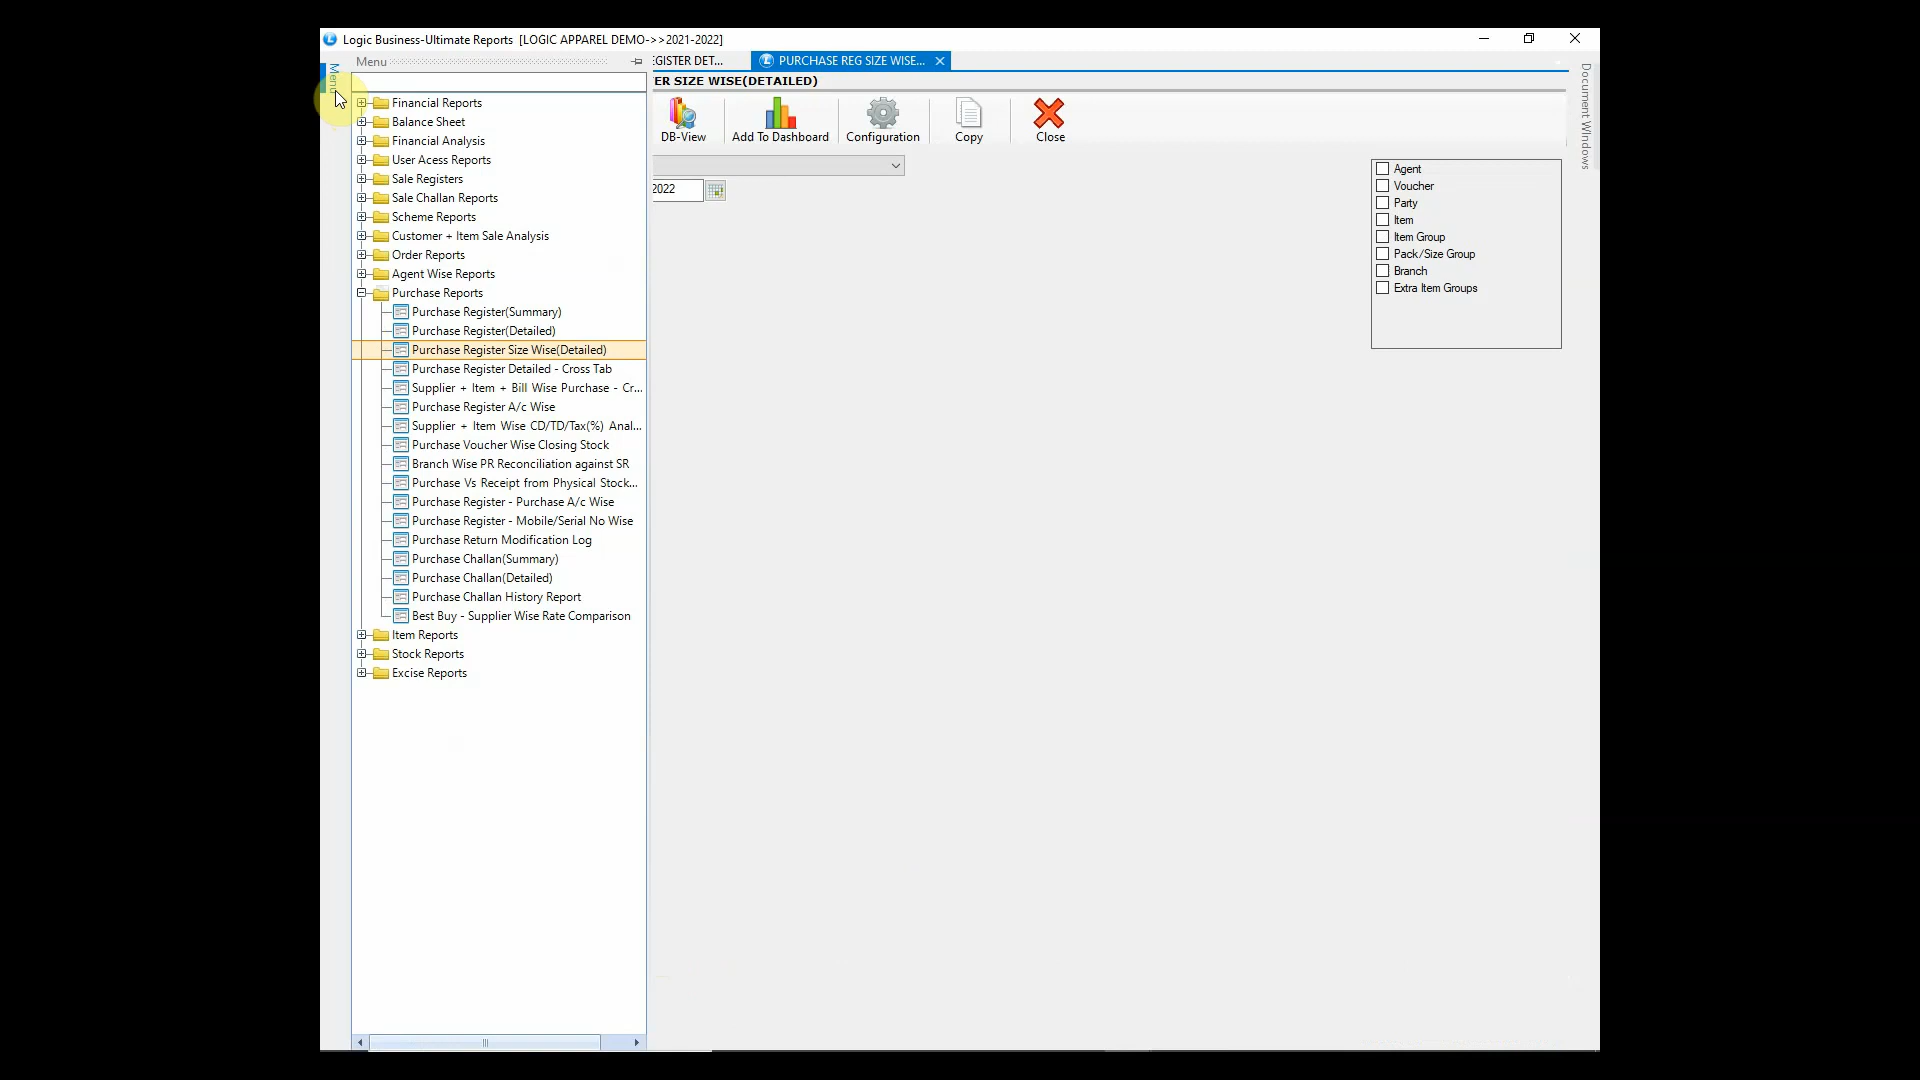 Logic Business-Ultimate Reports [LOGIC APPAREL DEMO->>2021-2022]
Menu
Menu
EGISTER DET...
PURCHASE REG SIZE WISE...
ER SIZE WISE(DETAILED)
DB-View
Add To Dashboard
Configuration
Copy
Close
2022
Financial Reports
Balance Sheet
Financial Analysis
User Acess Reports
Sale Registers
Sale Challan Reports
Scheme Reports
Customer + Item Sale Analysis
Order Reports
Agent Wise Reports
Purchase Reports
Purchase Register(Summary)
Purchase Register(Detailed)
Purchase Register Size Wise(Detailed)
Purchase Register Detailed - Cross Tab
Supplier + Item + Bill Wise Purchase - Cr...
Purchase Register A/c Wise
Supplier + Item Wise CD/TD/Tax(%) Anal...
Purchase Voucher Wise Closing Stock
Branch Wise PR Reconciliation against SR
Purchase Vs Receipt from Physical Stock...
Purchase Register - Purchase A/c Wise
Purchase Register - Mobile/Serial No Wise
Purchase Return Modification Log
Purchase Challan(Summary)
Purchase Challan(Detailed)
Purchase Challan History Report
Best Buy - Supplier Wise Rate Comparison
Item Reports
Stock Reports
Excise Reports
Agent
Voucher
Party
Item
Item Group
Pack/Size Group
Branch
Extra Item Groups
Document Windows